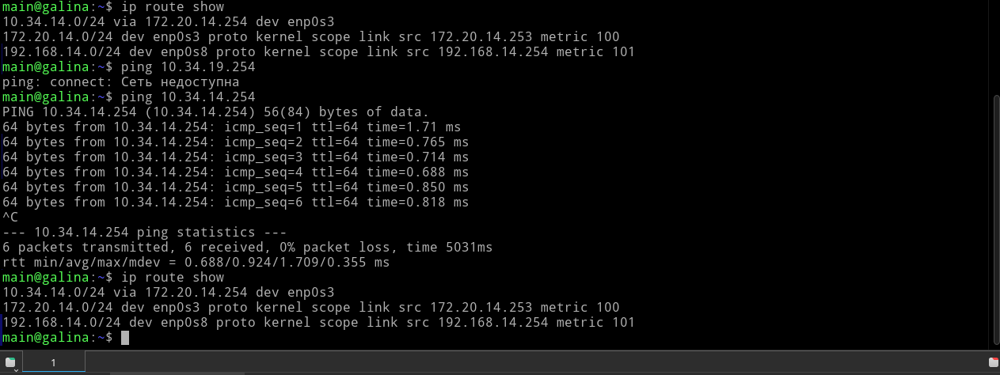 main@galina:~$ ip route show
10.34.14.0/24 via 172.20.14.254 dev enp0s3
172.20.14.0/24 dev enp0s3 proto kernel scope link src 172.20.14.253 metric 100
192.168.14.0/24 dev enp0s8 proto kernel scope link src 192.168.14.254 metric 101
main@galina:~$ ping 10.34.19.254
ping: connect: Сеть недоступна
main@galina:~$ ping 10.34.14.254
PING 10.34.14.254 (10.34.14.254) 56(84) bytes of data.
64 bytes from 10.34.14.254: icmp_seq=1 ttl=64 time=1.71 ms
64 bytes from 10.34.14.254: icmp_seq=2 ttl=64 time=0.765 ms
64 bytes from 10.34.14.254: icmp_seq=3 ttl=64 time=0.714 ms
64 bytes from 10.34.14.254: icmp_seq=4 ttl=64 time=0.688 ms
64 bytes from 10.34.14.254: icmp_seq=5 ttl=64 time=0.850 ms
64 bytes from 10.34.14.254: icmp_seq=6 ttl=64 time=0.818 ms
^C
--- 10.34.14.254 ping statistics ---
6 packets transmitted, 6 received, 0% packet loss, time 5031ms
rtt min/avg/max/mdev = 0.688/0.924/1.709/0.355 ms
main@galina:~$ ip route show
10.34.14.0/24 via 172.20.14.254 dev enp0s3
172.20.14.0/24 dev enp0s3 proto kernel scope link src 172.20.14.253 metric 100
192.168.14.0/24 dev enp0s8 proto kernel scope link src 192.168.14.254 metric 101
main@galina:~$
1